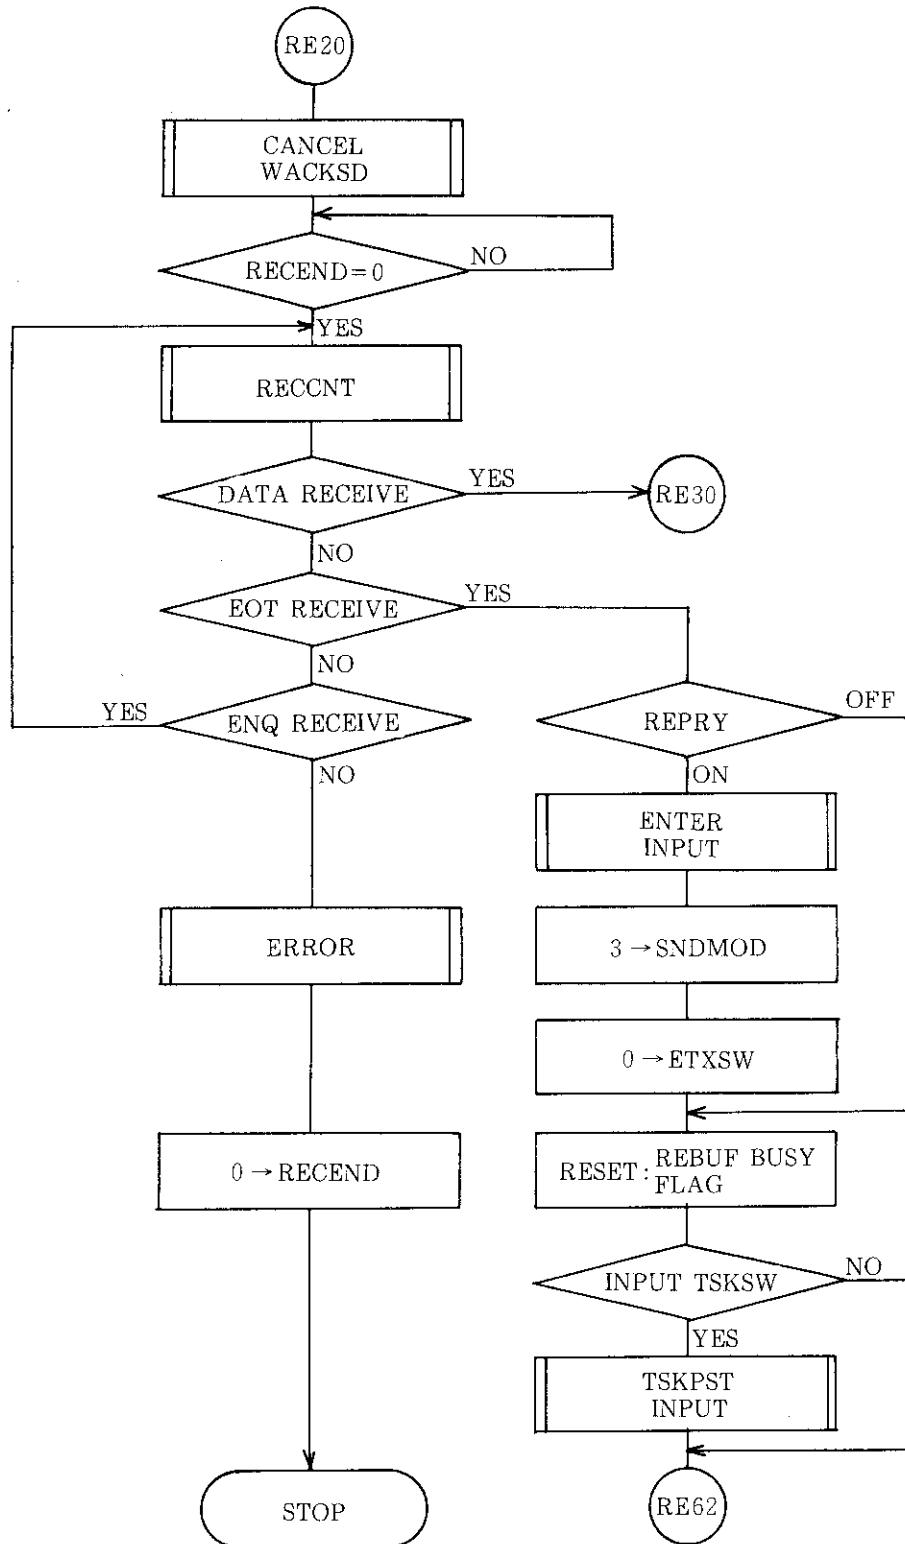 RE20
CANCEL
WACKSD
RECEND=0
NO
YES
RECCNT
DATA RECEIVE
YES
RE30
NO
EOT RECEIVE
YES
NO
ENQ RECEIVE
YES
NO
REPRY
OFF
ON
ENTER
INPUT
3→SNDMOD
ERROR
0→ETXSW
0→RECEND
RESET: REBUF BUSY
FLAG
INPUT TSKSW
NO
YES
TSKPST
INPUT
STOP
RE62